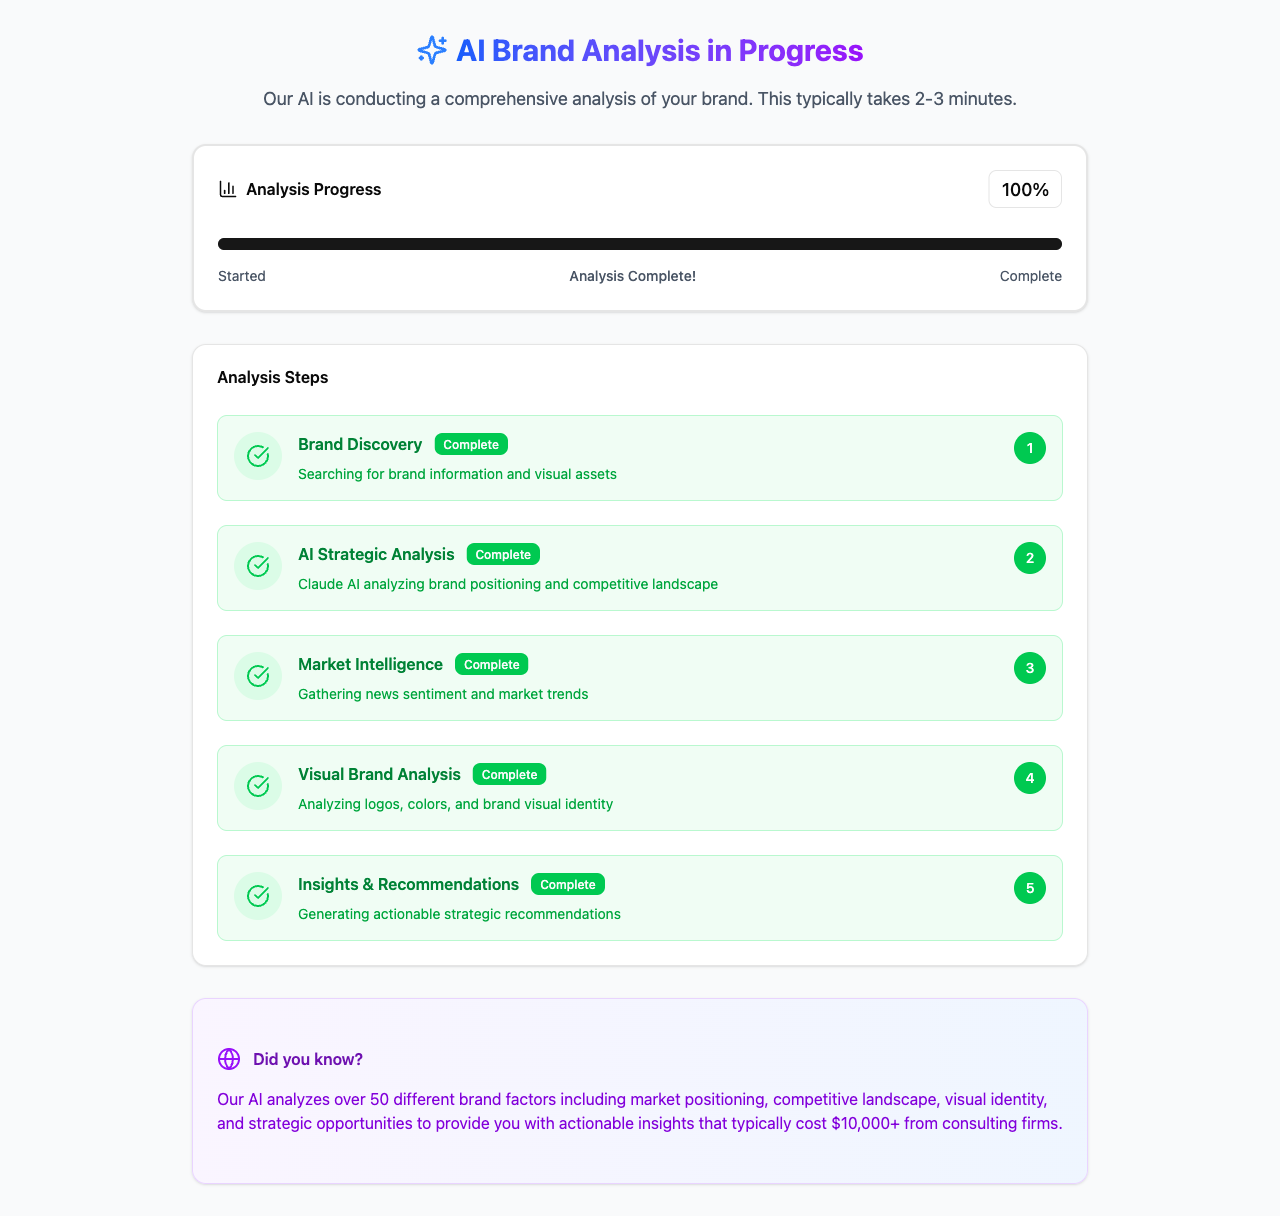 AI Brand Analysis in Progress
Our AI is conducting a comprehensive analysis of your brand. This typically takes 2-3 minutes.
Analysis Progress
100%
Started
Analysis Complete!
Complete
Analysis Steps
Brand Discovery
Complete
1
Searching for brand information and visual assets
AI Strategic Analysis
Complete
2
Claude AI analyzing brand positioning and competitive landscape
Market Intelligence
Complete
3
Gathering news sentiment and market trends
Visual Brand Analysis
Complete
4
Analyzing logos, colors, and brand visual identity
Insights & Recommendations
Complete
5
Generating actionable strategic recommendations
Did you know?
Our AI analyzes over 50 different brand factors including market positioning, competitive landscape, visual identity,
and strategic opportunities to provide you with actionable insights that typically cost $10,000+ from consulting firms.